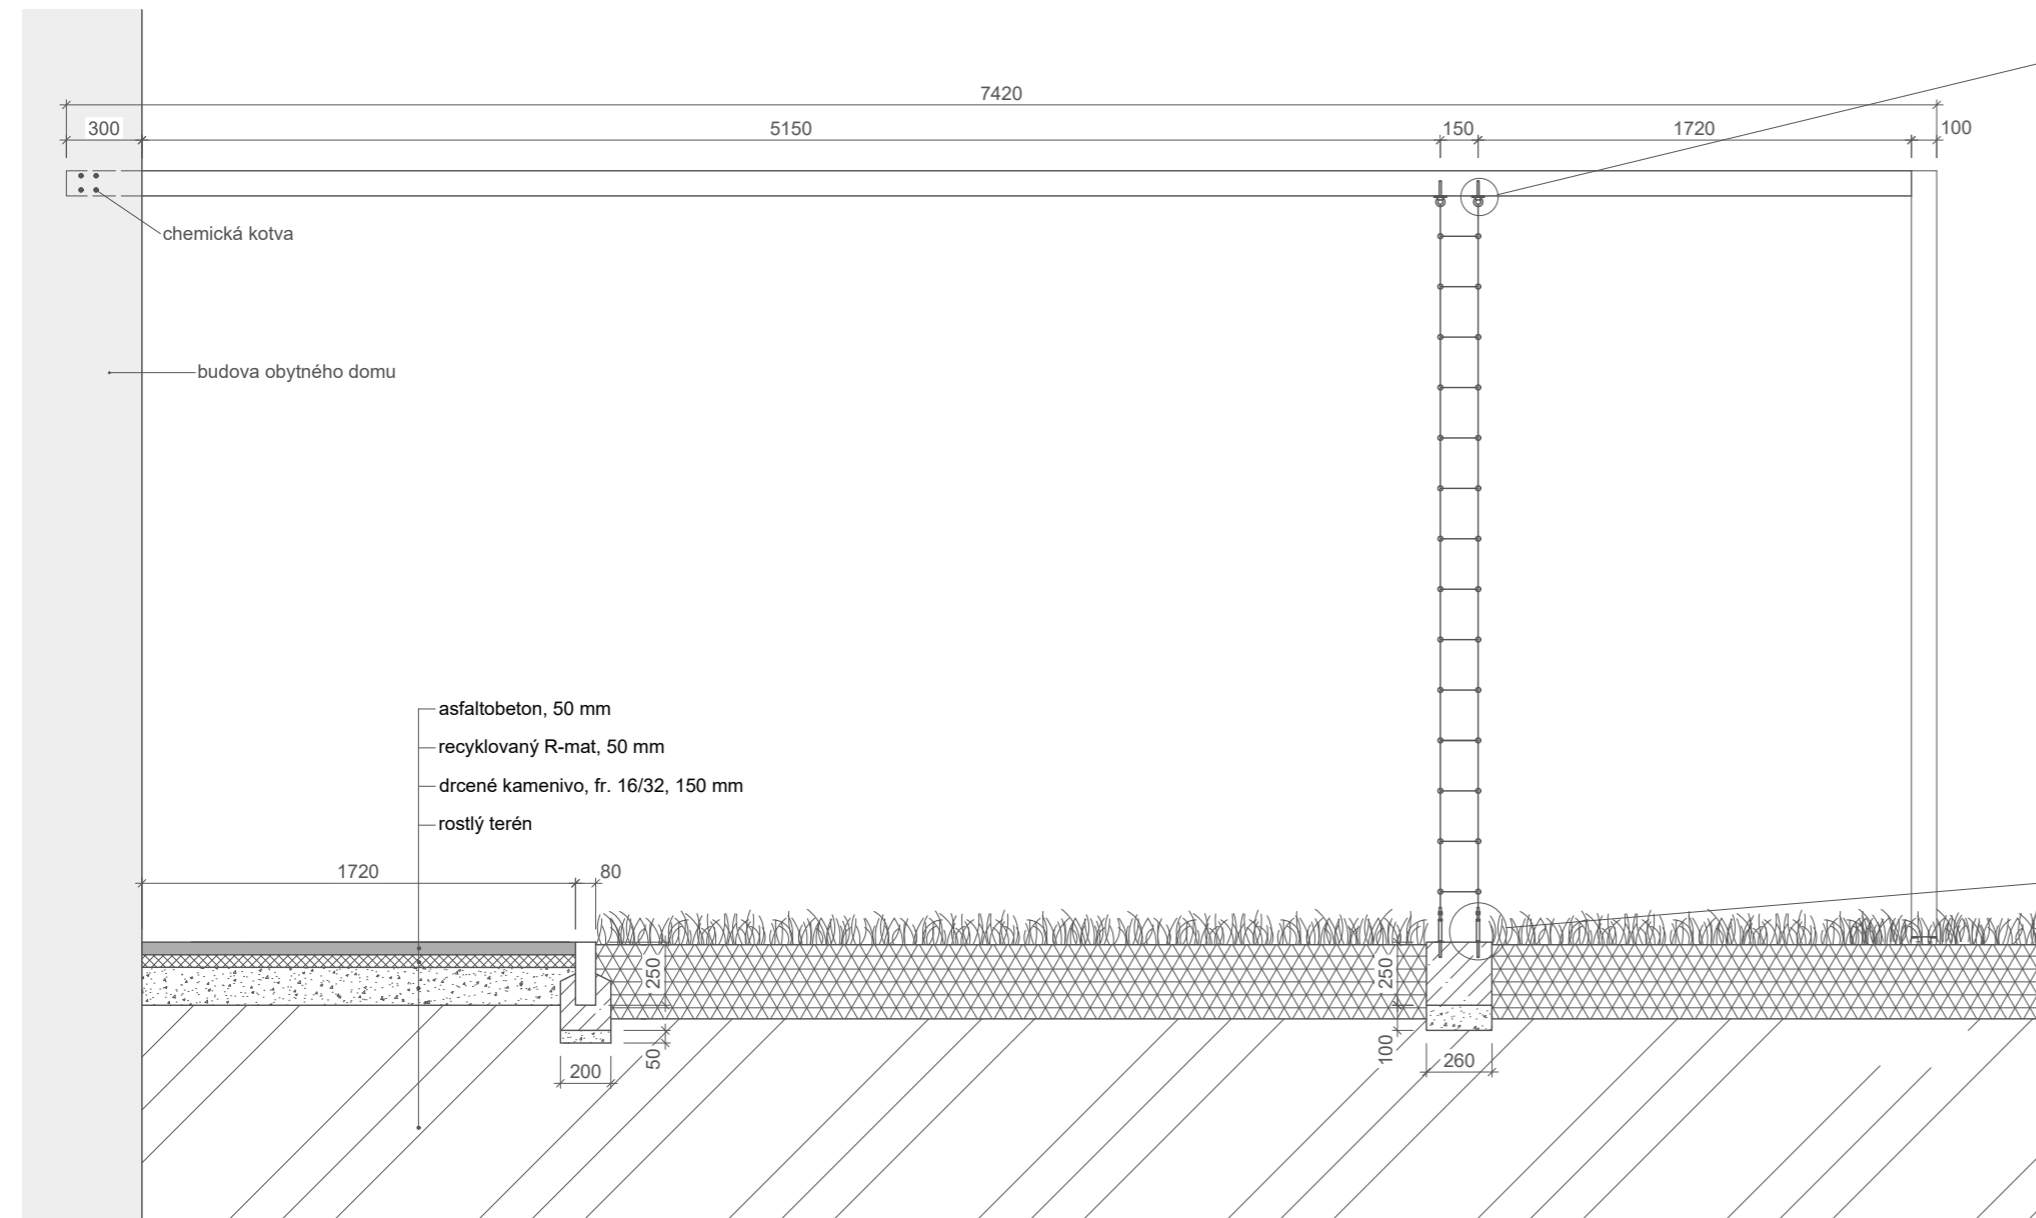 7420
300
5150
150
1720
100
chemická kotva
budova obytného domu
asfaltobeton, 50 mm
recyklovaný R-mat, 50 mm
drcené kamenivo, fr. 16/32, 150 mm
rostlý terén
1720
80
250
250
50
100
200
260